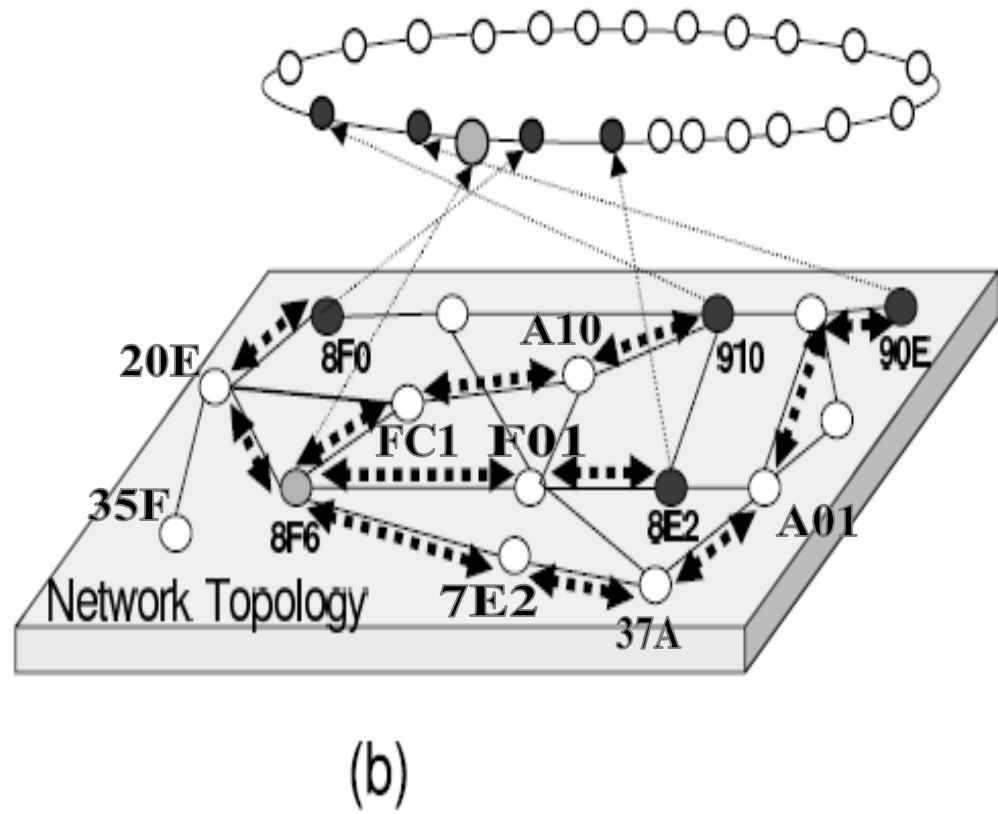 A10
20E
8F0
910
90E
FC1
F01
35F
8F6
8E2
A01
Network Topology
7E2
37A
(b)